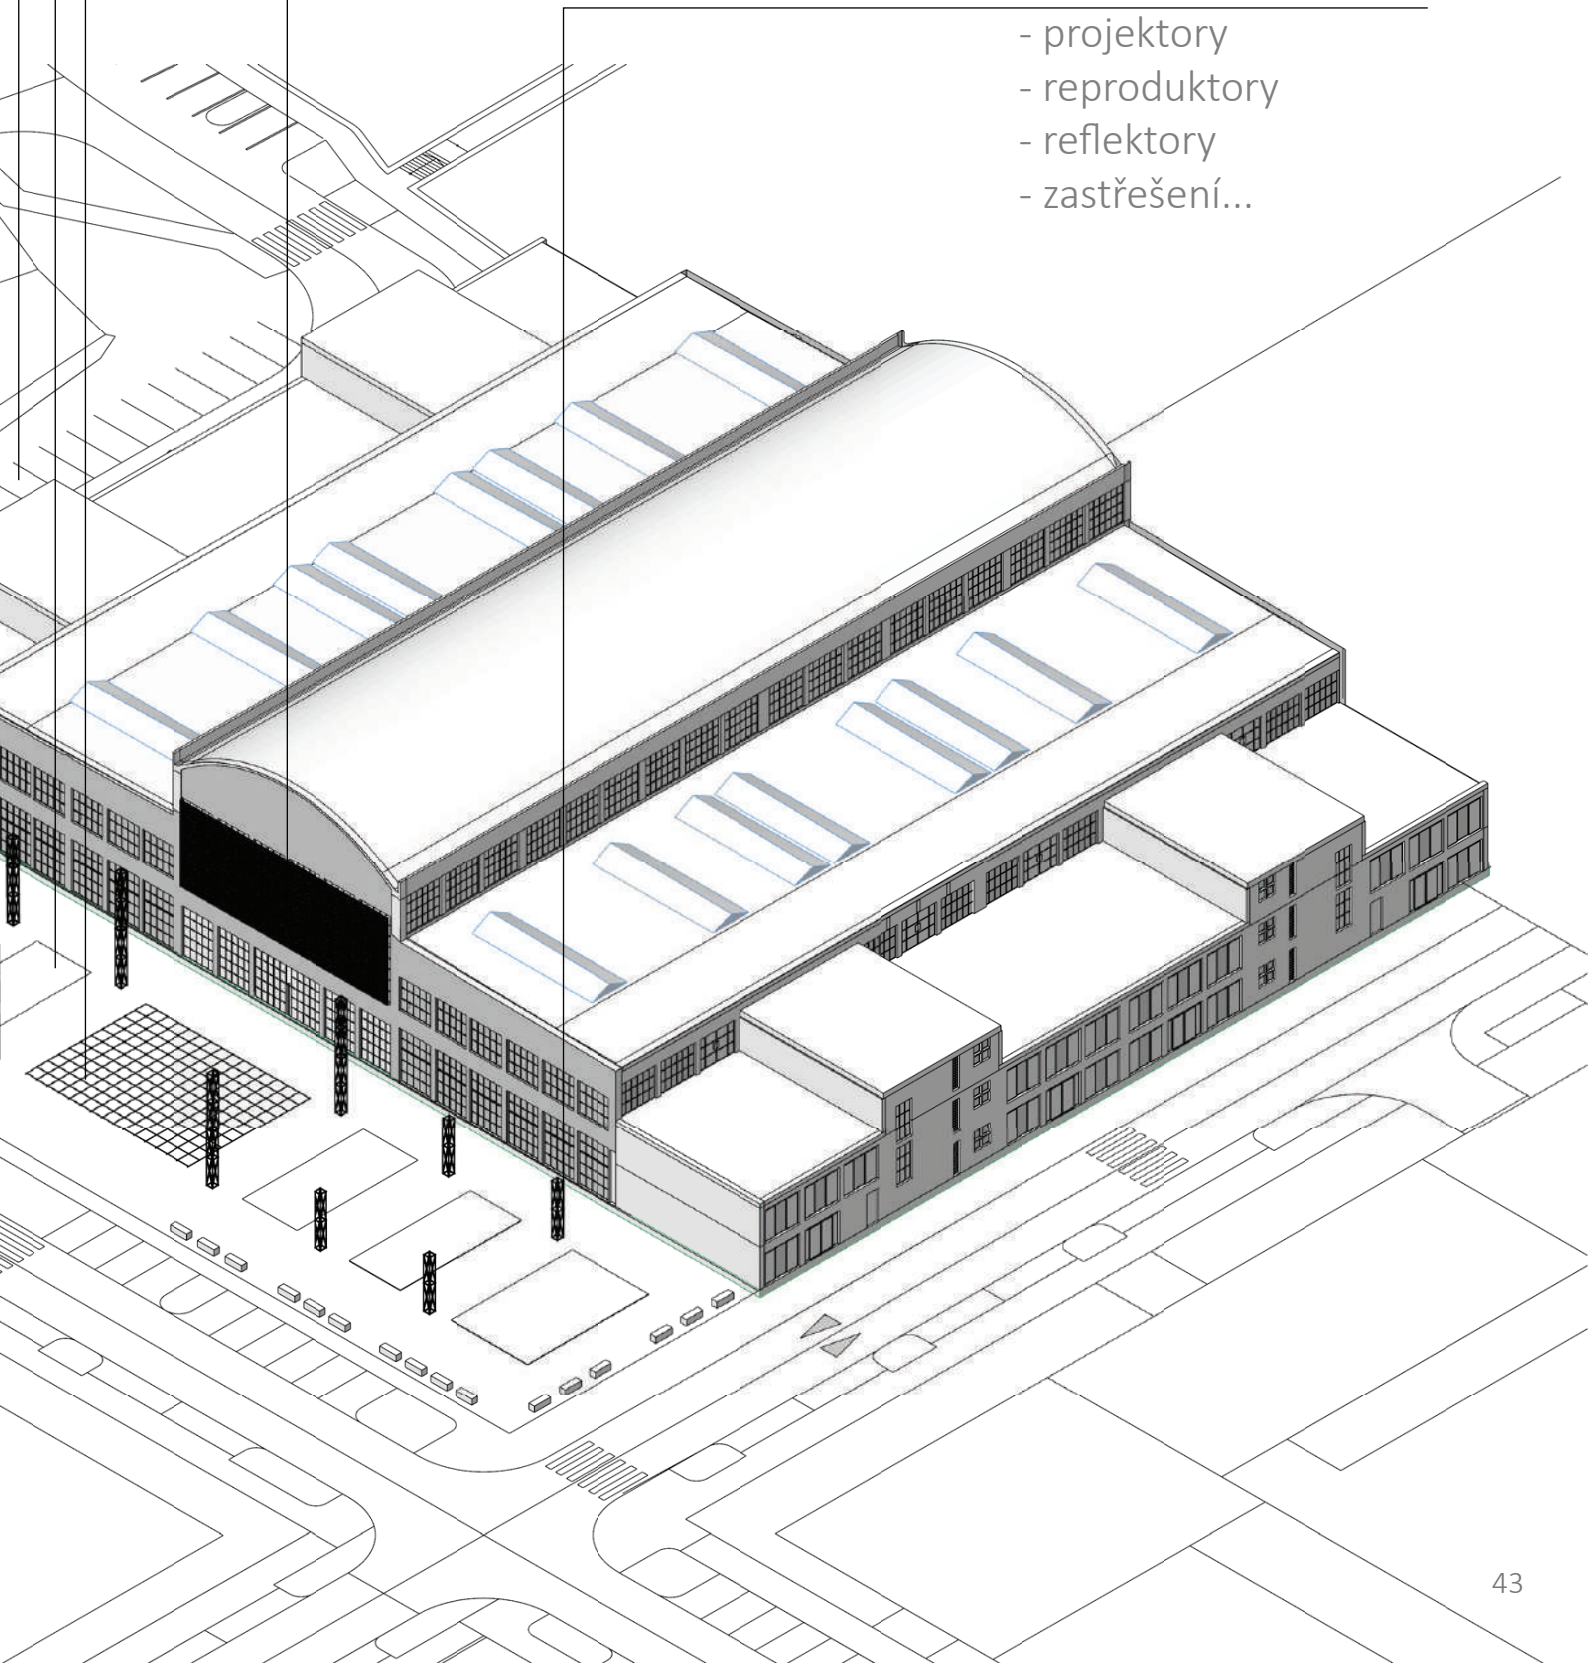 - projektory
- reproduktory
- reflektory
- zastřešení...
43